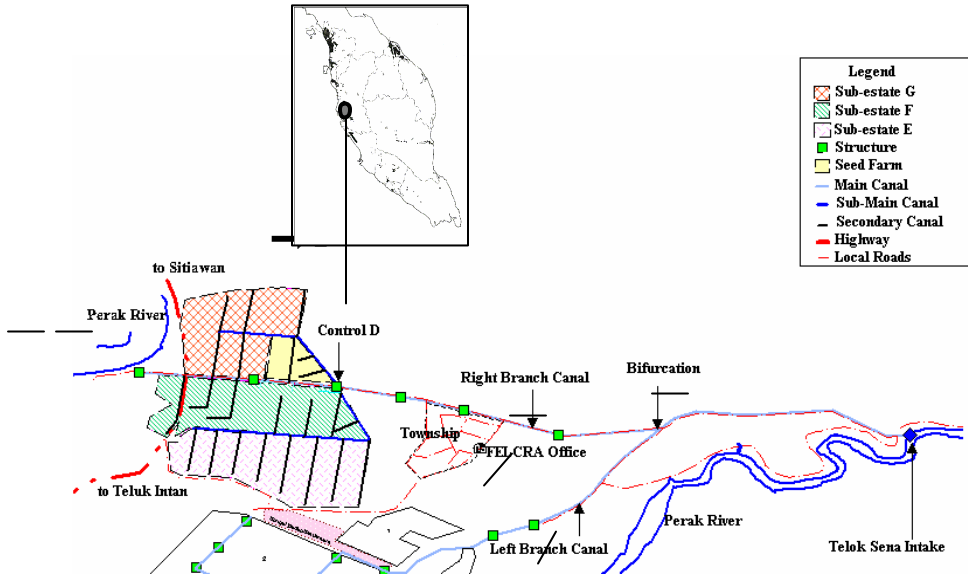 Legend
Sub-estate G
Sub-estate F
Sub-estate E
Structure
Seed Farm
Main Canal
Sub-Main Canal
Secondary Canal
Highway
Local Roads
to Sitiawan
Perak River
Control D
Right Branch Canal
Bifurcation
Township
FELCRA Office
to Teluk Intan
Perak River
1
2
Left Branch Canal
Telok Sena Intake